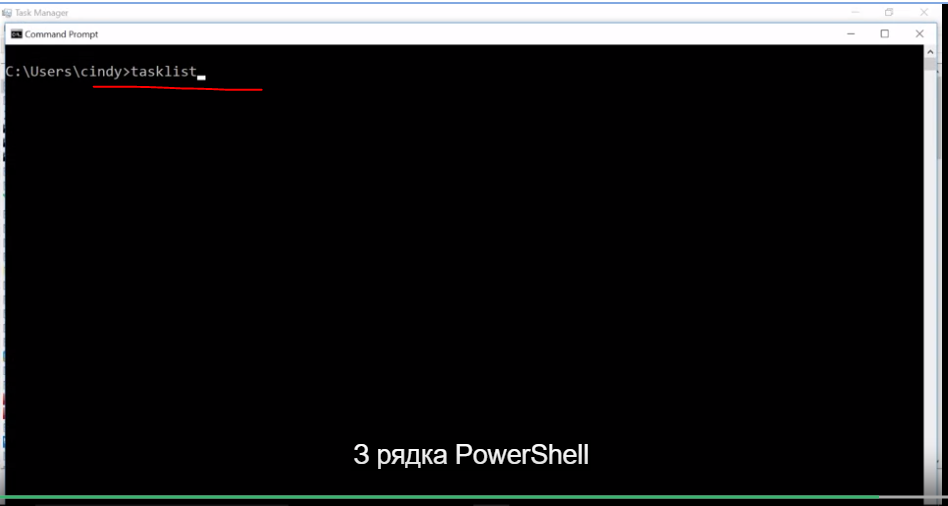 Task Manager
Command Prompt
C:\Users\cindy>tasklist
З рядка PowerShell